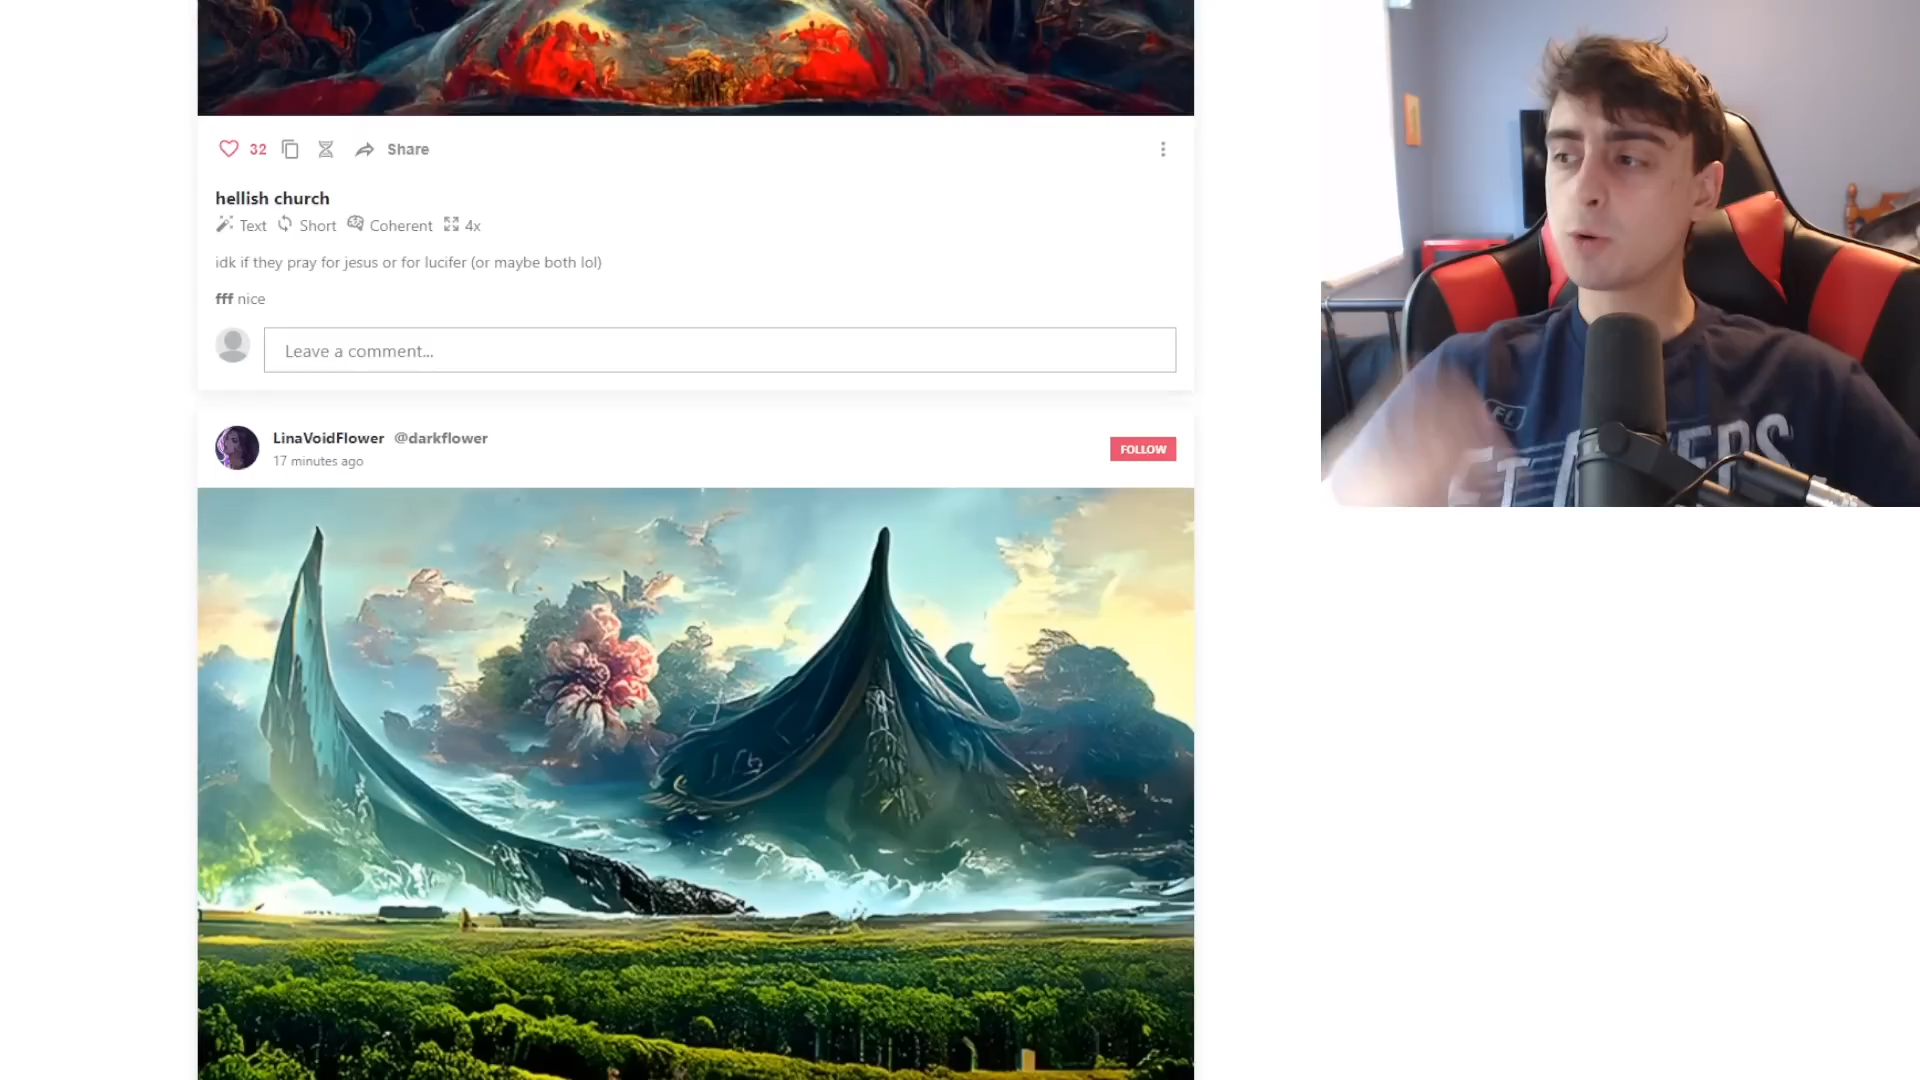 32 Share
hellish church
Text Short Coherent 4x
idk if they pray for jesus or for lucifer (or maybe both lol)
fff nice
Leave a comment...
LinaVoidFlower @darkflower
17 minutes ago
FOLLOW